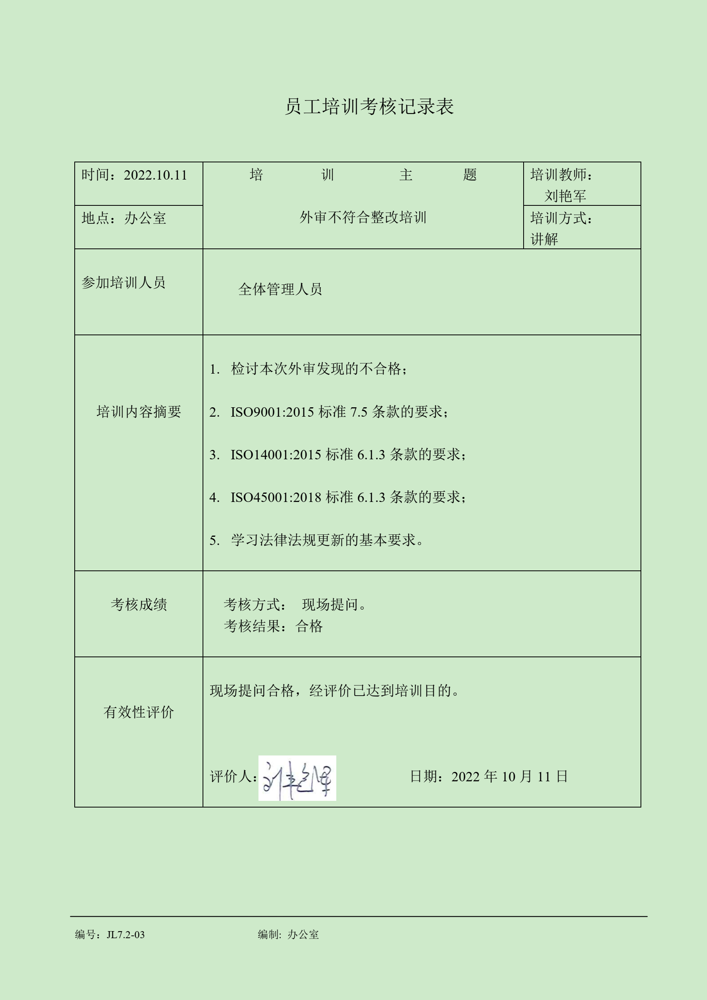 员工培训考核记录表
时间：2022.10.11
培 训 主 题
培训教师：
刘艳军
地点：办公室
外审不符合整改培训
培训方式：
讲解
参加培训人员
全体管理人员
培训内容摘要
1. 检讨本次外审发现的不合格；
2. ISO9001:2015 标准 7.5 条款的要求；
3. ISO14001:2015 标准 6.1.3 条款的要求；
4. ISO45001:2018 标准 6.1.3 条款的要求；
5. 学习法律法规更新的基本要求。
考核成绩
考核方式： 现场提问。
考核结果：合格
有效性评价
现场提问合格，经评价已达到培训目的。
评价人：刘艳军 日期：2022 年 10 月 11 日
编号：JL7.2-03 编制: 办公室